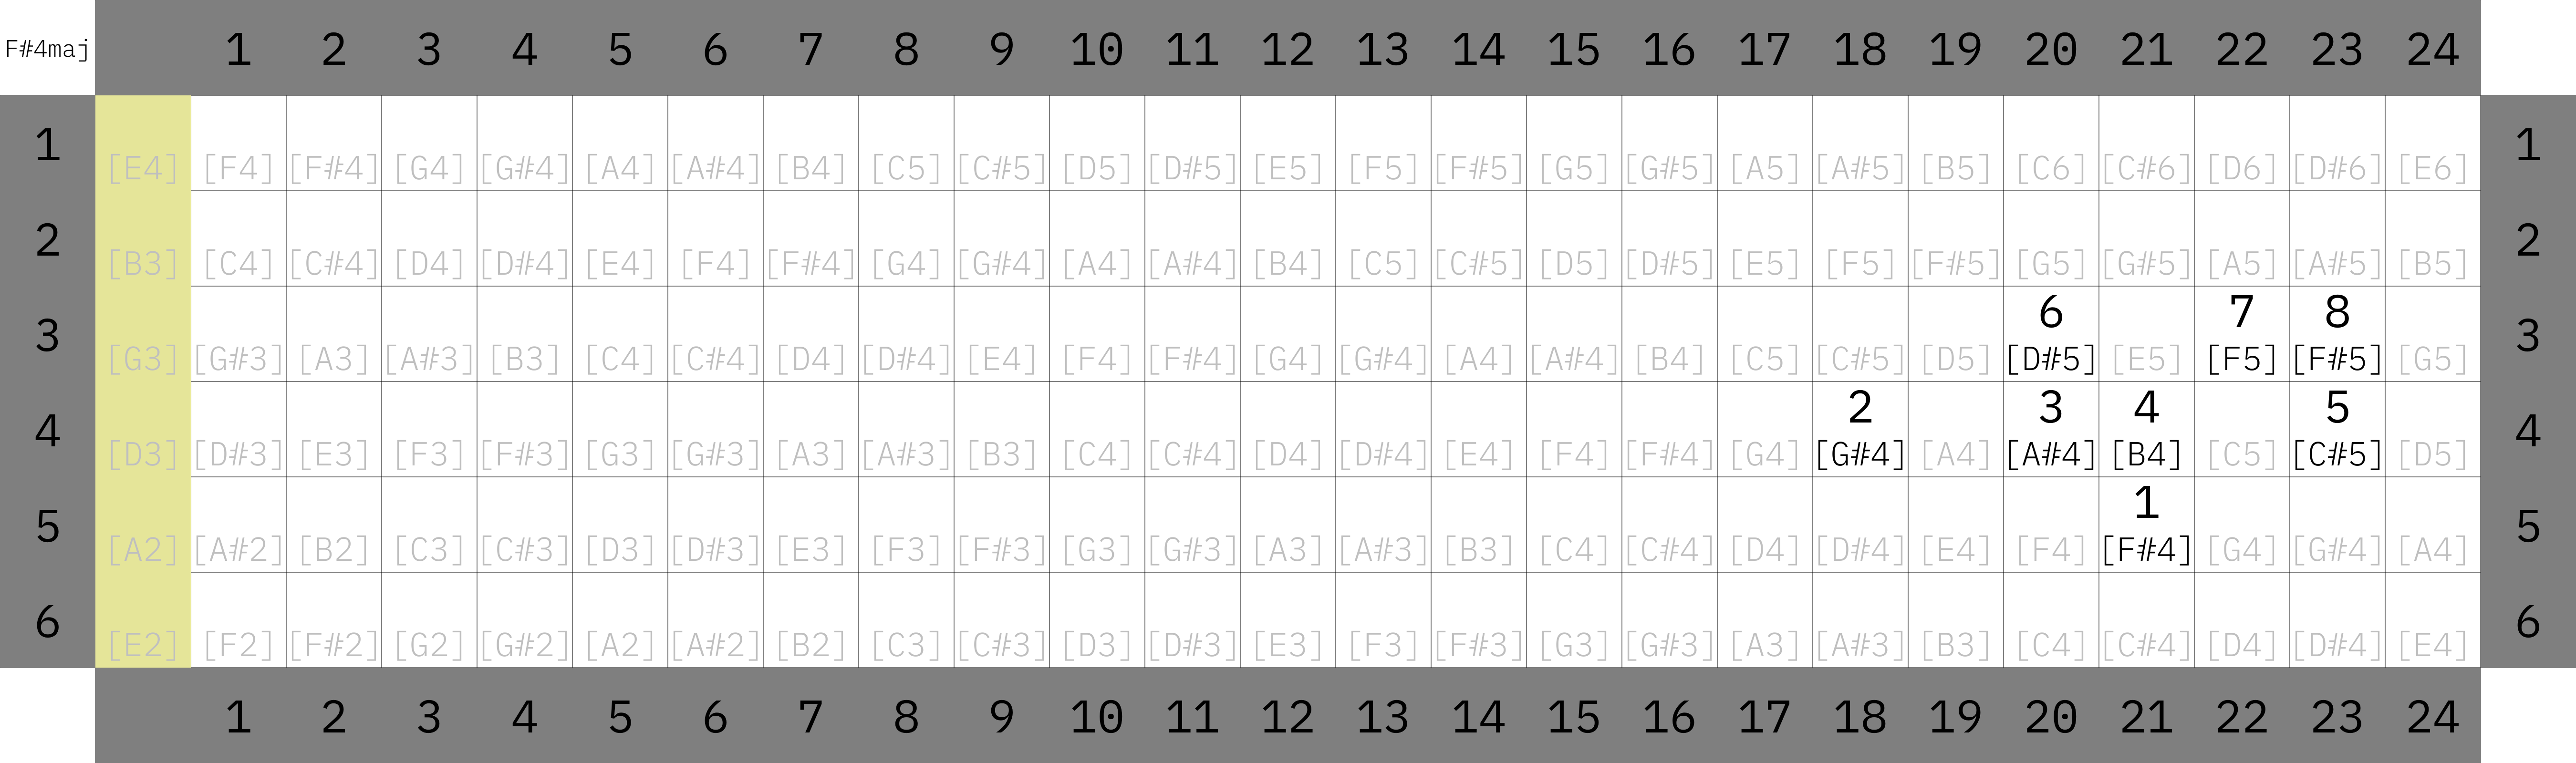 F#4maj 1 2 3 4 5 6 7 8 9 10 11 12 13 14 15 16 17 18 19 20 21 22 23 24
1 [E4] [F4] [F#4] [G4] [G#4] [A4] [A#4] [B4] [C5] [C#5] [D5] [D#5] [E5] [F5] [F#5] [G5] [G#5] [A5] [A#5] [B5] [C6] [C#6] [D6] [D#6] [E6] 1
2 [B3] [C4] [C#4] [D4] [D#4] [E4] [F4] [F#4] [G4] [G#4] [A4] [A#4] [B4] [C5] [C#5] [D5] [D#5] [E5] [F5] [F#5] [G5] [G#5] [A5] [A#5] [B5] 2
6 7 8
3 [G3] [G#3] [A3] [A#3] [B3] [C4] [C#4] [D4] [D#4] [E4] [F4] [F#4] [G4] [G#4] [A4] [A#4] [B4] [C5] [C#5] [D5] [D#5] [E5] [F5] [F#5] [G5] 3
2 3 4 5
4 [D3] [D#3] [E3] [F3] [F#3] [G3] [G#3] [A3] [A#3] [B3] [C4] [C#4] [D4] [D#4] [E4] [F4] [F#4] [G4] [G#4] [A4] [A#4] [B4] [C5] [C#5] [D5] 4
1
5 [A2] [A#2] [B2] [C3] [C#3] [D3] [D#3] [E3] [F3] [F#3] [G3] [G#3] [A3] [A#3] [B3] [C4] [C#4] [D4] [D#4] [E4] [F4] [F#4] [G4] [G#4] [A4] 5
6 [E2] [F2] [F#2] [G2] [G#2] [A2] [A#2] [B2] [C3] [C#3] [D3] [D#3] [E3] [F3] [F#3] [G3] [G#3] [A3] [A#3] [B3] [C4] [C#4] [D4] [D#4] [E4] 6
1 2 3 4 5 6 7 8 9 10 11 12 13 14 15 16 17 18 19 20 21 22 23 24